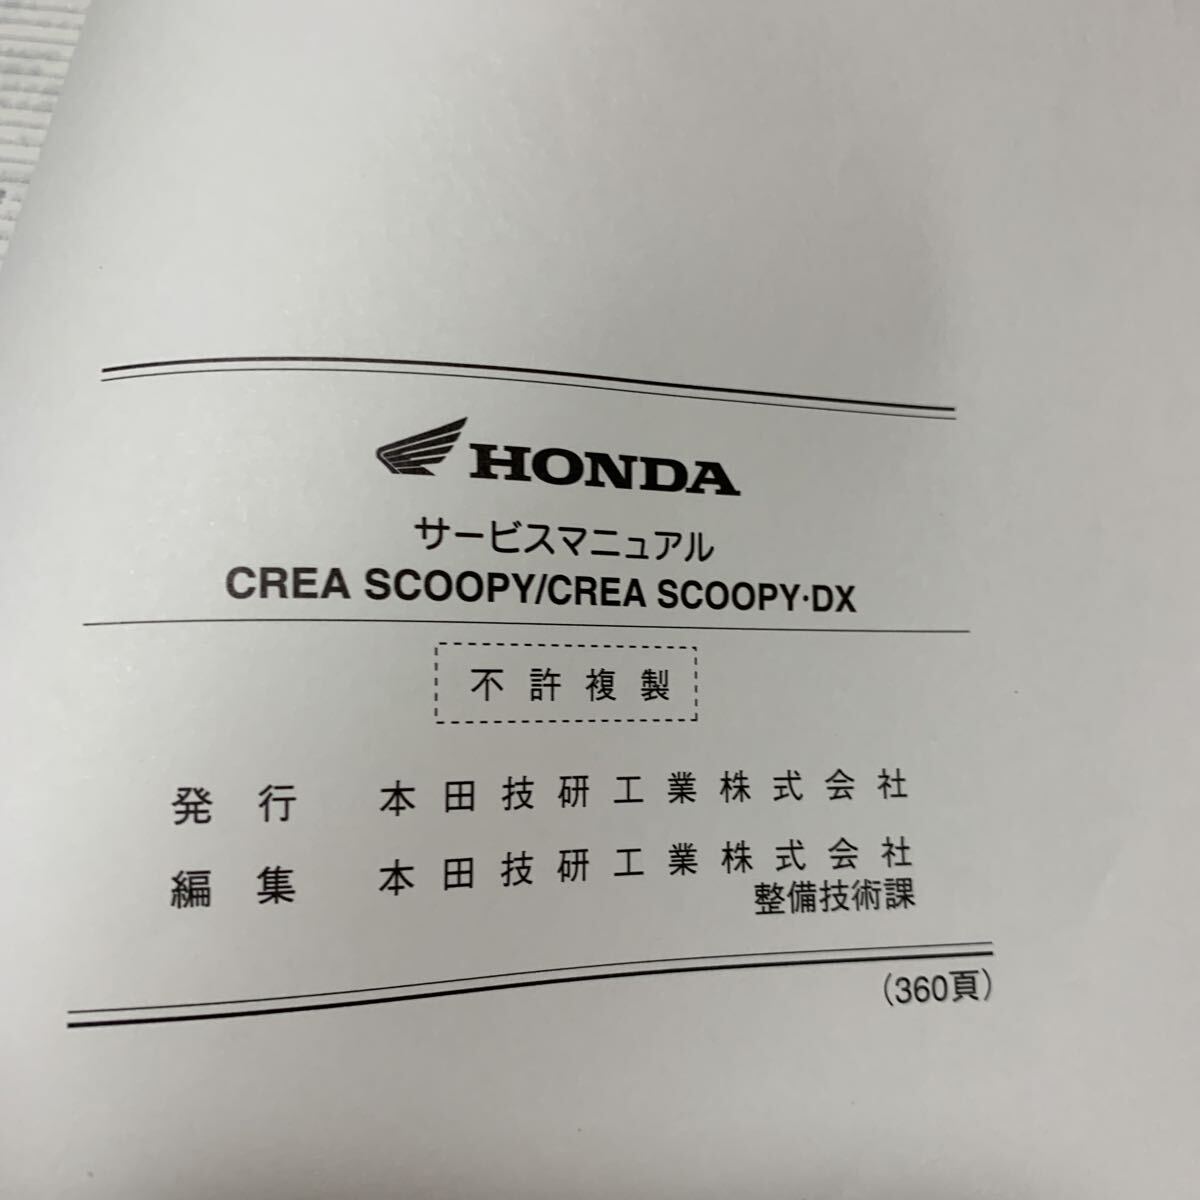 HONDA
サービスマニュアル
CREA SCOOPY/CREA SCOOPY·DX
不許複製
発行 本田技研工業株式会社
編集 本田技研工業株式会社
整備技術課
(360頁)